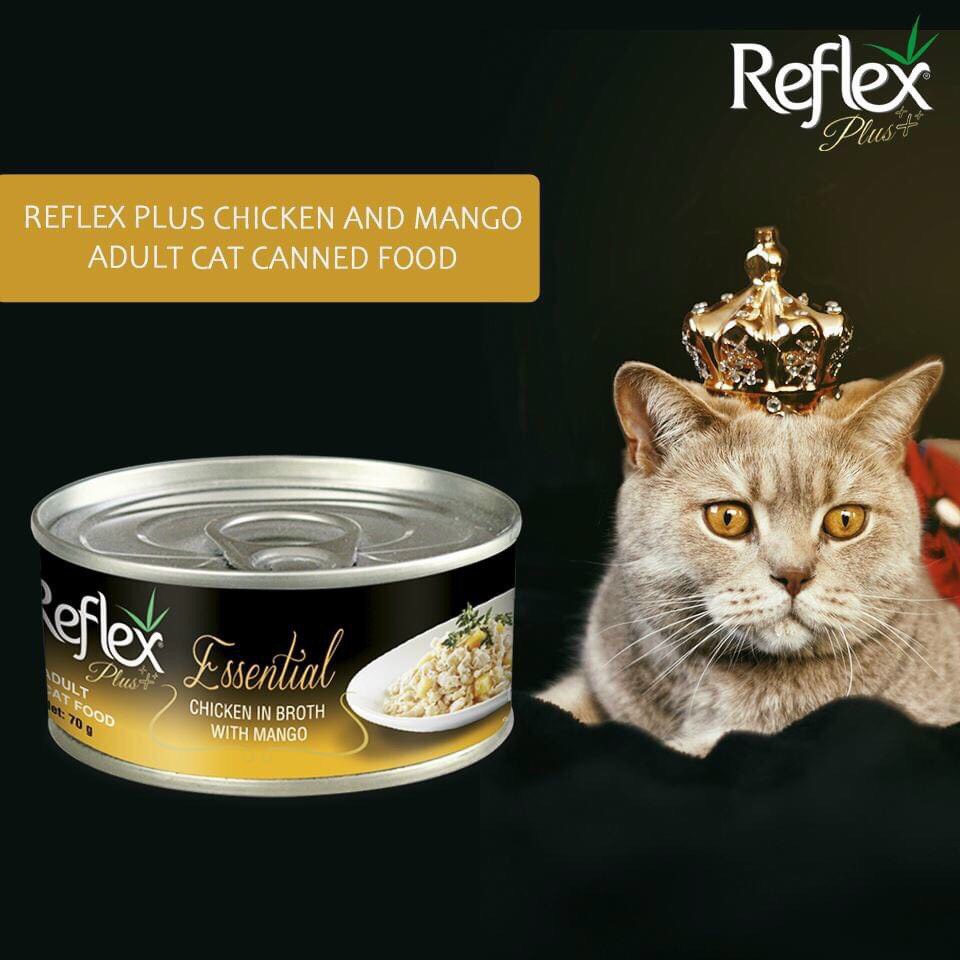 Reflex
Plus
REFLEX PLUS CHICKEN AND MANGO
ADULT CAT CANNED FOOD
Reflex
Plus
Essential
ADULT
CAT FOOD
Net: 70 g
CHICKEN IN BROTH
WITH MANGO